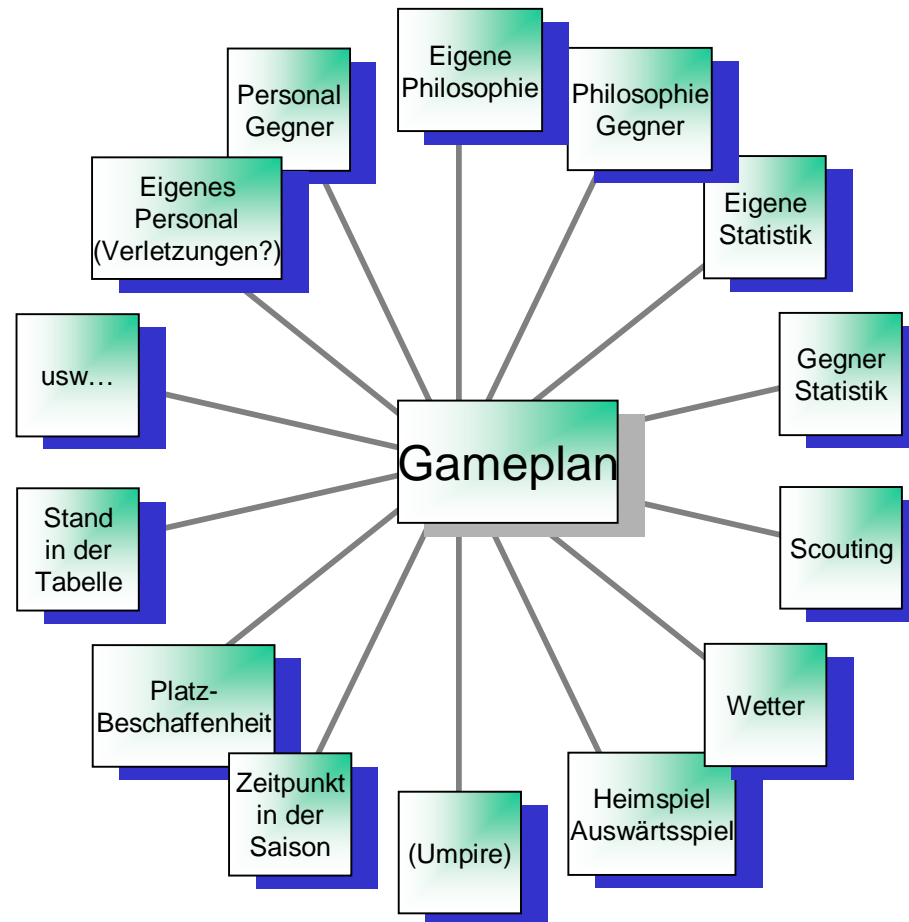 Eigene
Philosophie
Philosophie
Gegner
Eigene
Statistik
Gegner
Statistik
Scouting
Wetter
Heimspiel
Auswärtsspiel
(Umpire)
Zeitpunkt
in der
Saison
Platz-
Beschaffenheit
Stand
in der
Tabelle
usw…
Eigenes
Personal
(Verletzungen?)
Personal
Gegner
Gameplan